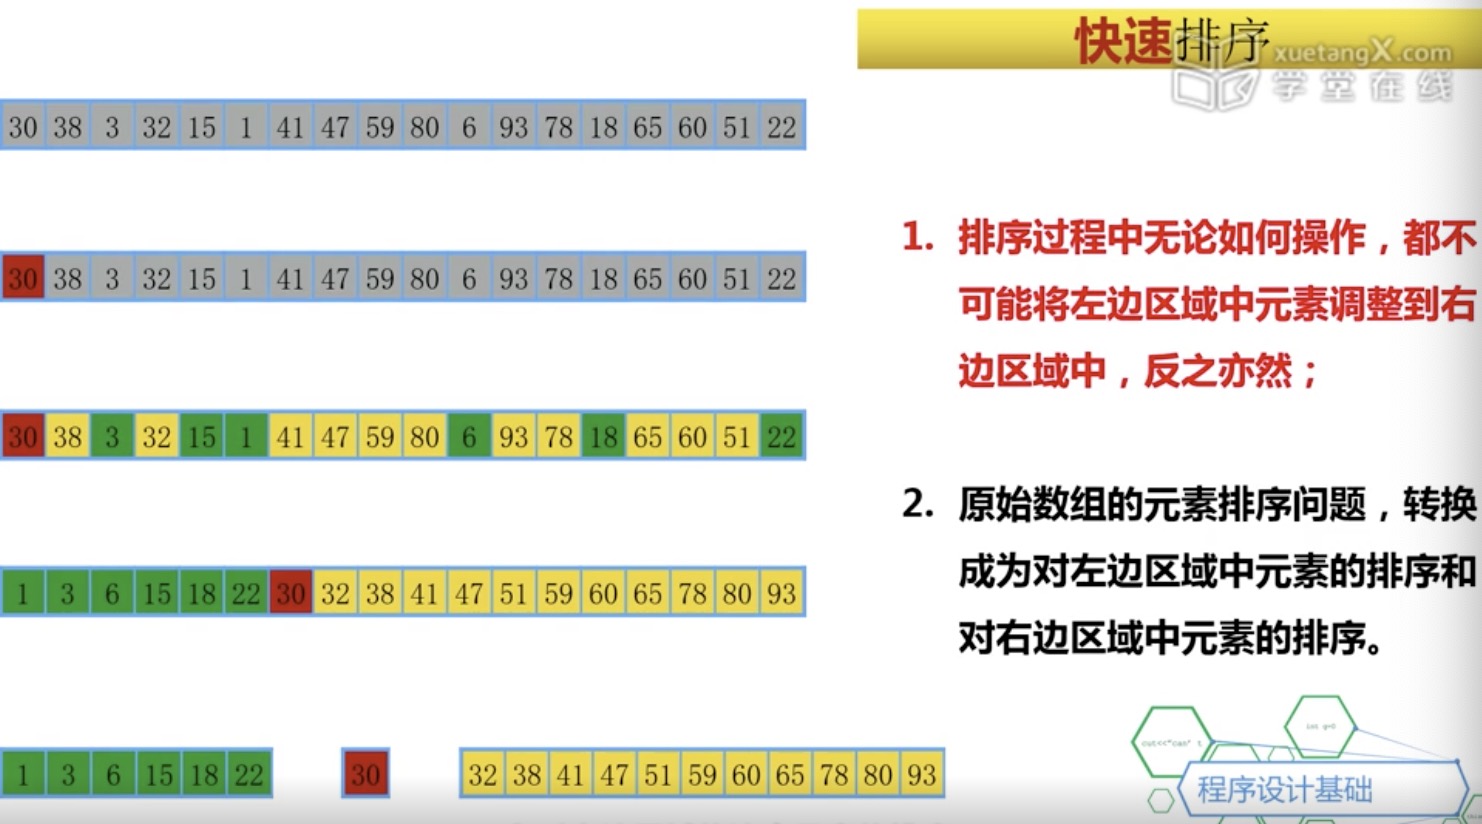 快速排序
xuetangX.com
学堂在线
30 38 3 32 15 1 41 47 59 80 6 93 78 18 65 60 51 22
30 38 3 32 15 1 41 47 59 80 6 93 78 18 65 60 51 22
30 38 3 32 15 1 41 47 59 80 6 93 78 18 65 60 51 22
1 3 6 15 18 22 30 32 38 41 47 51 59 60 65 78 80 93
1 3 6 15 18 22 30 32 38 41 47 51 59 60 65 78 80 93
1. 排序过程中无论如何操作，都不
可能将左边区域中元素调整到右
边区域中，反之亦然；
2. 原始数组的元素排序问题，转换
成为对左边区域中元素的排序和
对右边区域中元素的排序。
程序设计基础